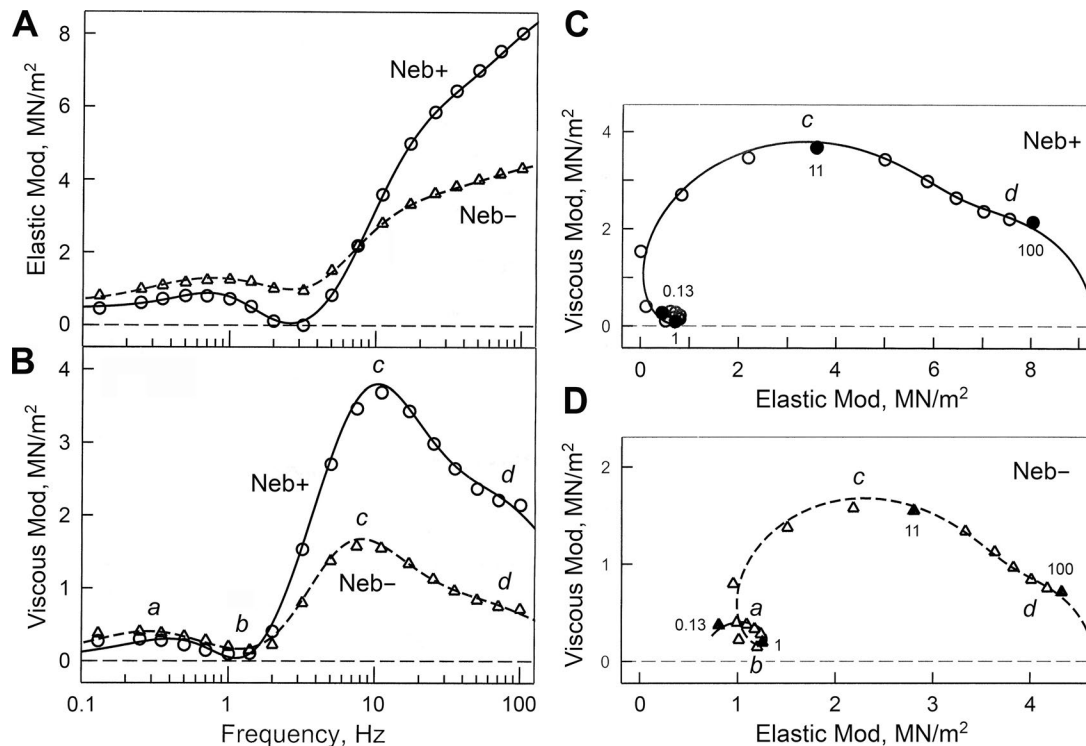 A
Elastic Mod, MN/m²
8
6
4
2
0
Neb+
Neb−
B
Viscous Mod, MN/m²
4
3
2
1
0
c
Neb+
d
c
Neb−
d
a
b
0.1
1
10
100
Frequency, Hz
C
Viscous Mod, MN/m²
4
2
0
c
Neb+
11
d
100
0.13
1
0
2
4
6
8
Elastic Mod, MN/m²
D
Viscous Mod, MN/m²
2
1
0
c
Neb−
11
100
a
d
0.13
1
b
0
1
2
3
4
Elastic Mod, MN/m²